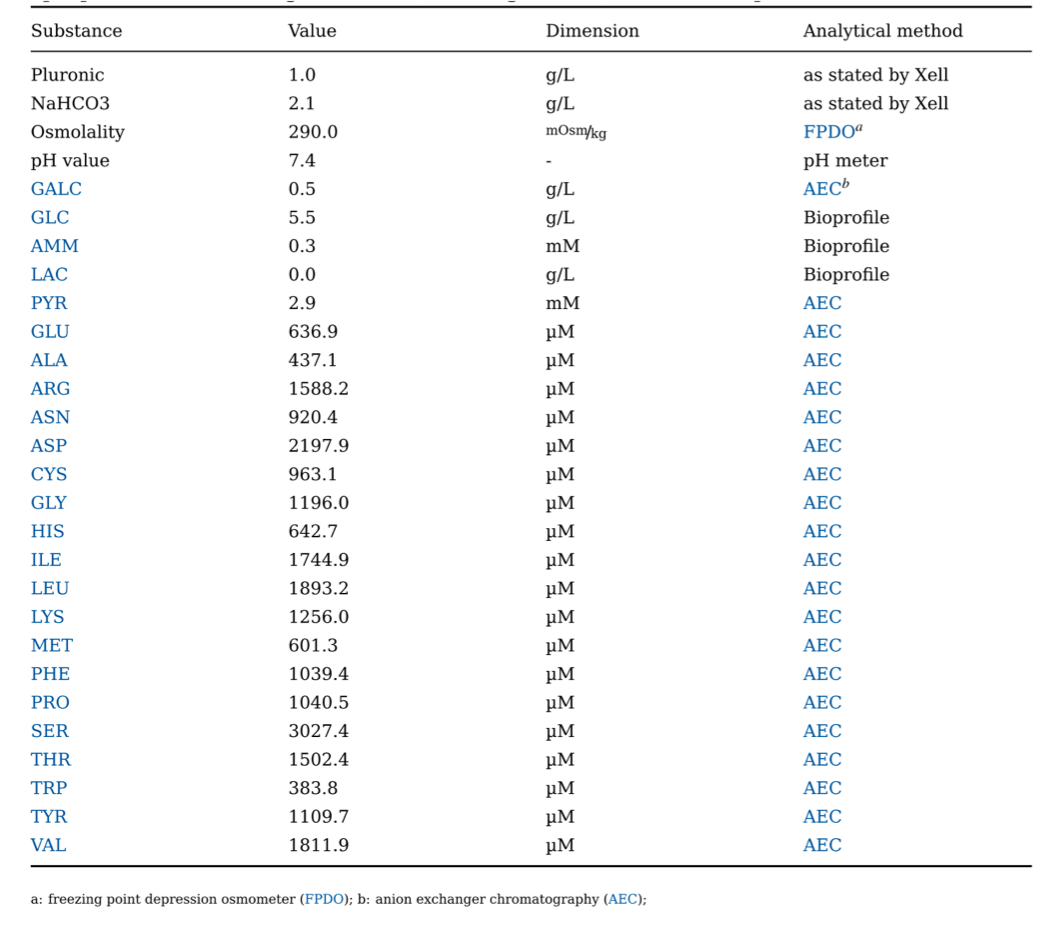 Substance Value Dimension Analytical method
Pluronic 1.0 g/L as stated by Xell
NaHCO3 2.1 g/L as stated by Xell
Osmolality 290.0 mOsm/kg FPDOa
pH value 7.4 - pH meter
GALC 0.5 g/L AECb
GLC 5.5 g/L Bioprofile
AMM 0.3 mM Bioprofile
LAC 0.0 g/L Bioprofile
PYR 2.9 mM AEC
GLU 636.9 µM AEC
ALA 437.1 µM AEC
ARG 1588.2 µM AEC
ASN 920.4 µM AEC
ASP 2197.9 µM AEC
CYS 963.1 µM AEC
GLY 1196.0 µM AEC
HIS 642.7 µM AEC
ILE 1744.9 µM AEC
LEU 1893.2 µM AEC
LYS 1256.0 µM AEC
MET 601.3 µM AEC
PHE 1039.4 µM AEC
PRO 1040.5 µM AEC
SER 3027.4 µM AEC
THR 1502.4 µM AEC
TRP 383.8 µM AEC
TYR 1109.7 µM AEC
VAL 1811.9 µM AEC
a: freezing point depression osmometer (FPDO); b: anion exchanger chromatography (AEC);